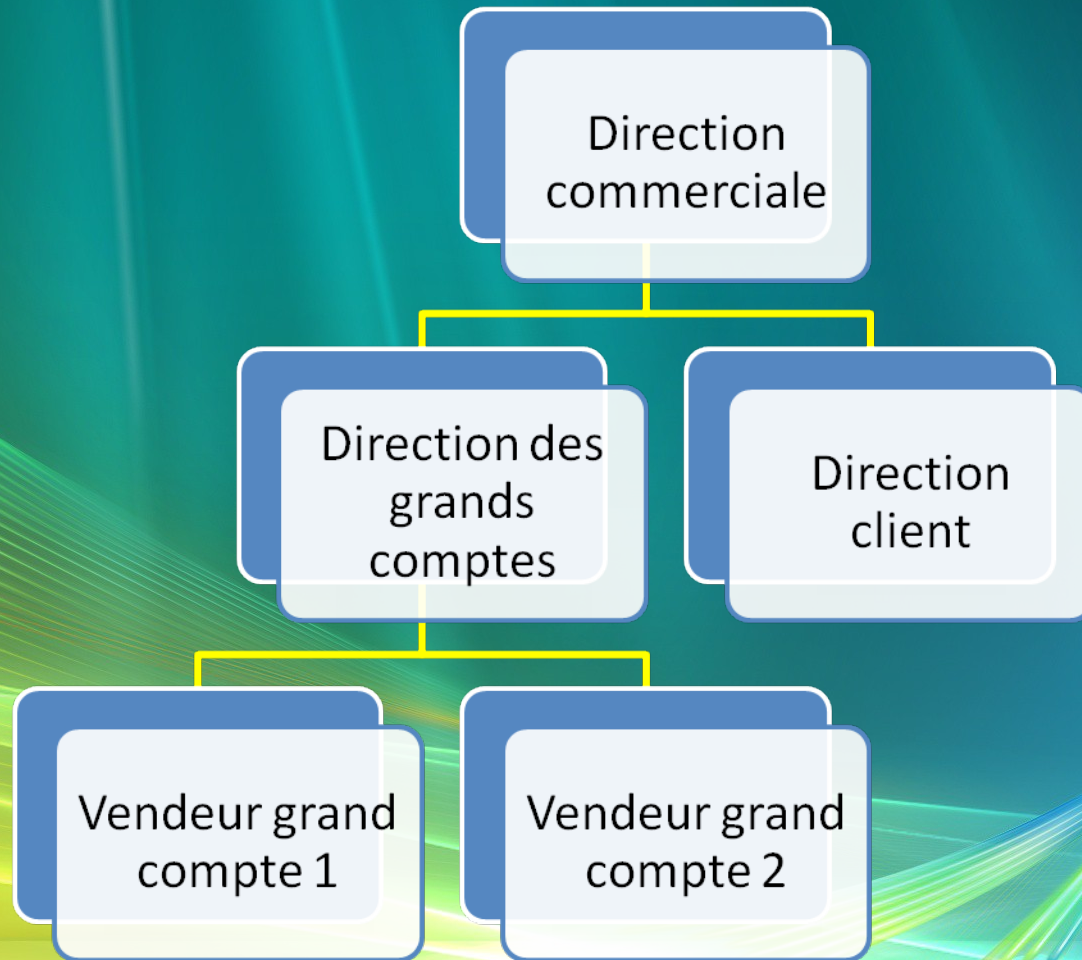 Direction
commerciale
Direction des
grands
comptes
Direction
client
Vendeur grand
compte 1
Vendeur grand
compte 2